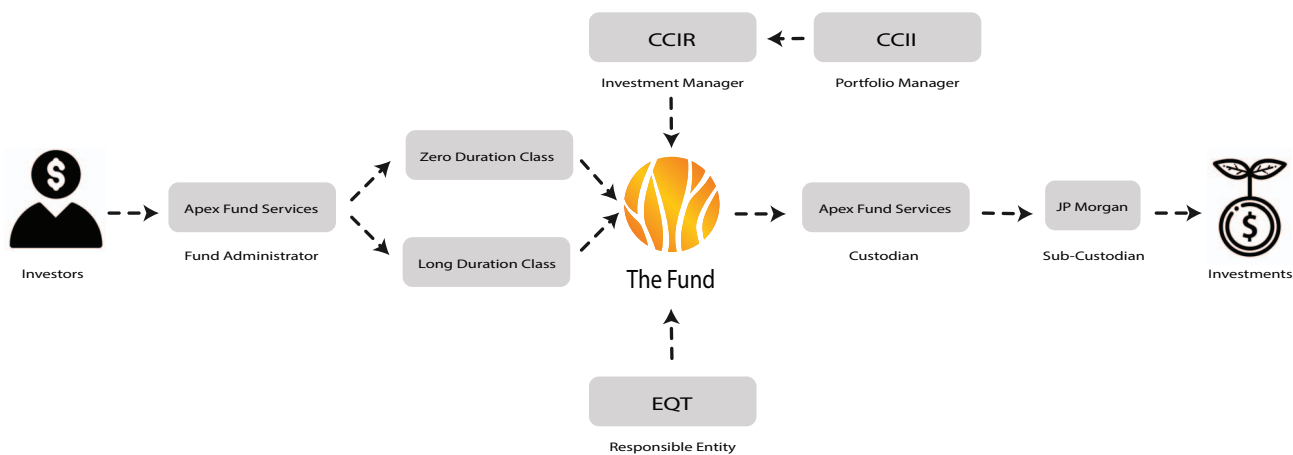 CCIR
CCII
Investment Manager
Portfolio Manager
Zero Duration Class
$
Apex Fund Services
Apex Fund Services
JP Morgan
$
Fund Administrator
Long Duration Class
Custodian
Sub-Custodian
Investors
The Fund
Investments
EQT
Responsible Entity